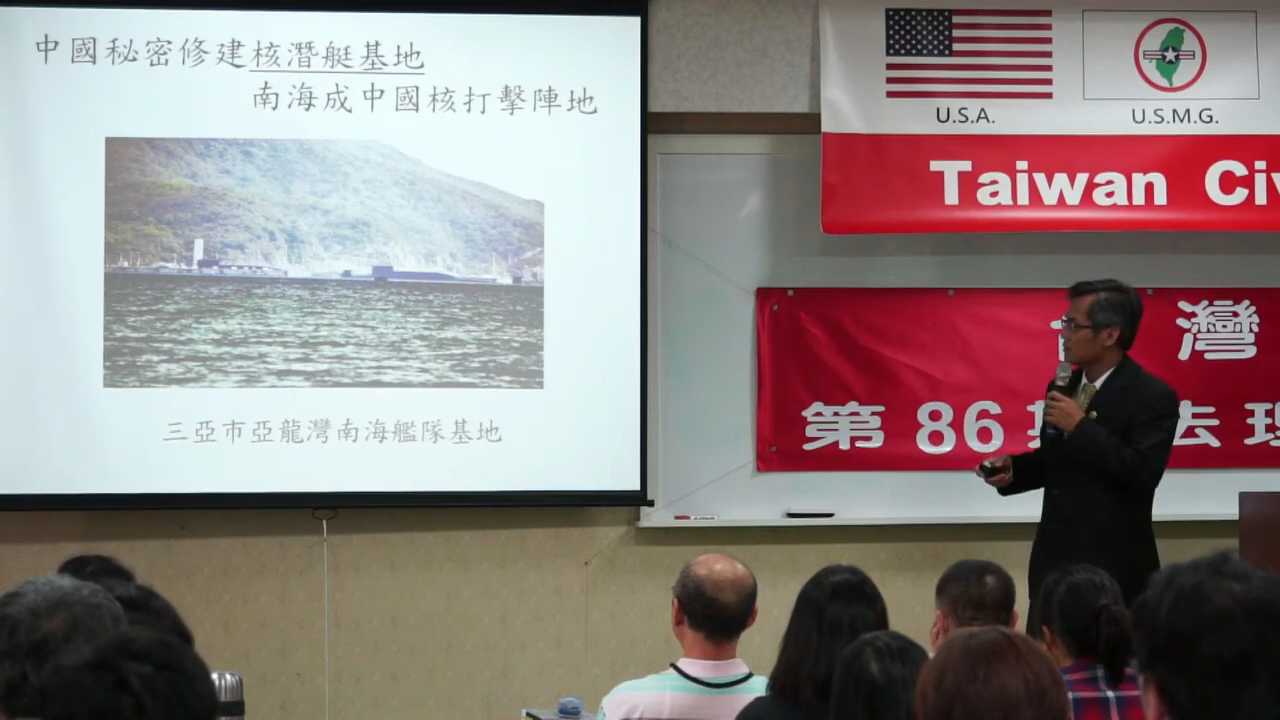 中國秘密修建核潛艇基地
南海成中國核打擊陣地
三亞市亞龍灣南海艦隊基地
U.S.A.
U.S.M.G.
Taiwan Civ
灣
第 86 期 去 理